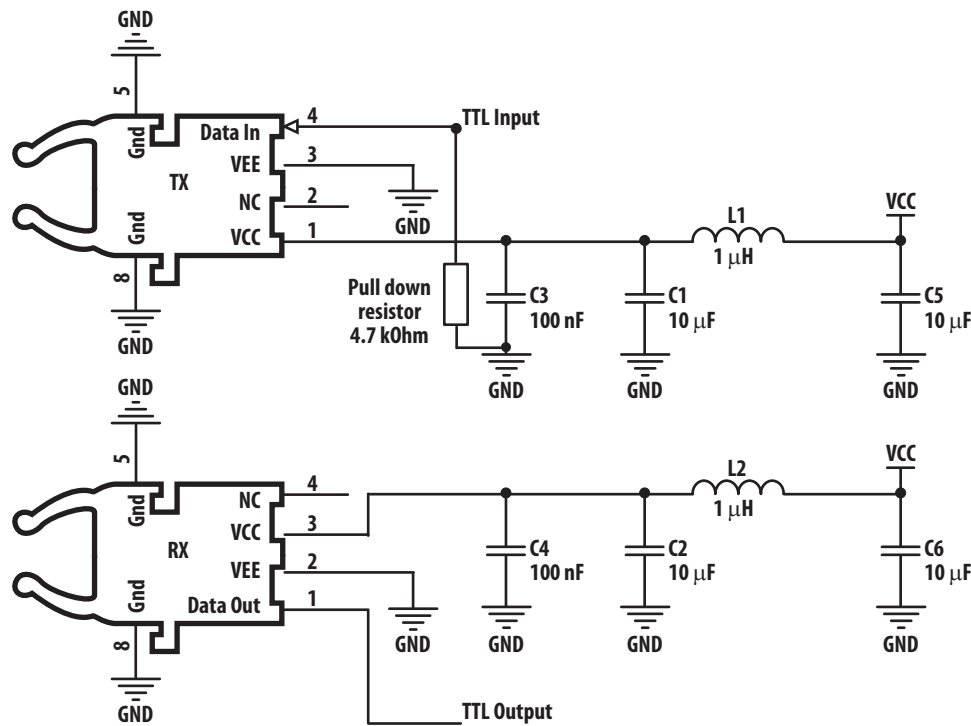 GND
5
Gnd
Data In
4
TTL Input
VEE
3
TX
NC
2
GND
VCC
1
Gnd
8
GND
L1
1 μH
VCC
Pull down
resistor
4.7 kOhm
C3
100 nF
C1
10 μF
C5
10 μF
GND
GND
GND
GND
5
Gnd
NC
4
VCC
3
RX
VEE
2
Data Out
1
Gnd
8
GND
GND
L2
1 μH
VCC
C4
100 nF
C2
10 μF
C6
10 μF
GND
GND
GND
TTL Output